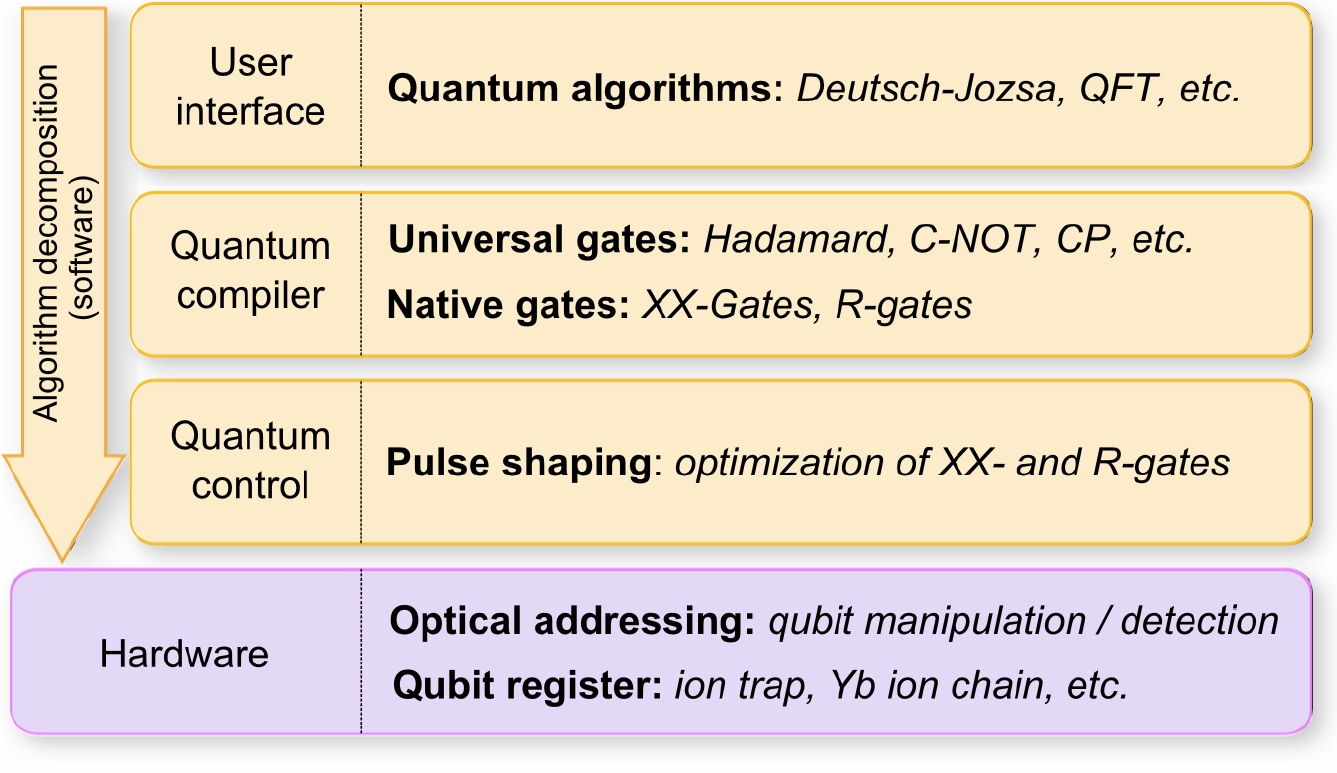 Algorithm decomposition
(software)
User
interface
Quantum algorithms: Deutsch-Jozsa, QFT, etc.
Quantum
compiler
Universal gates: Hadamard, C-NOT, CP, etc.
Native gates: XX-Gates, R-gates
Quantum
control
Pulse shaping: optimization of XX- and R-gates
Hardware
Optical addressing: qubit manipulation / detection
Qubit register: ion trap, Yb ion chain, etc.